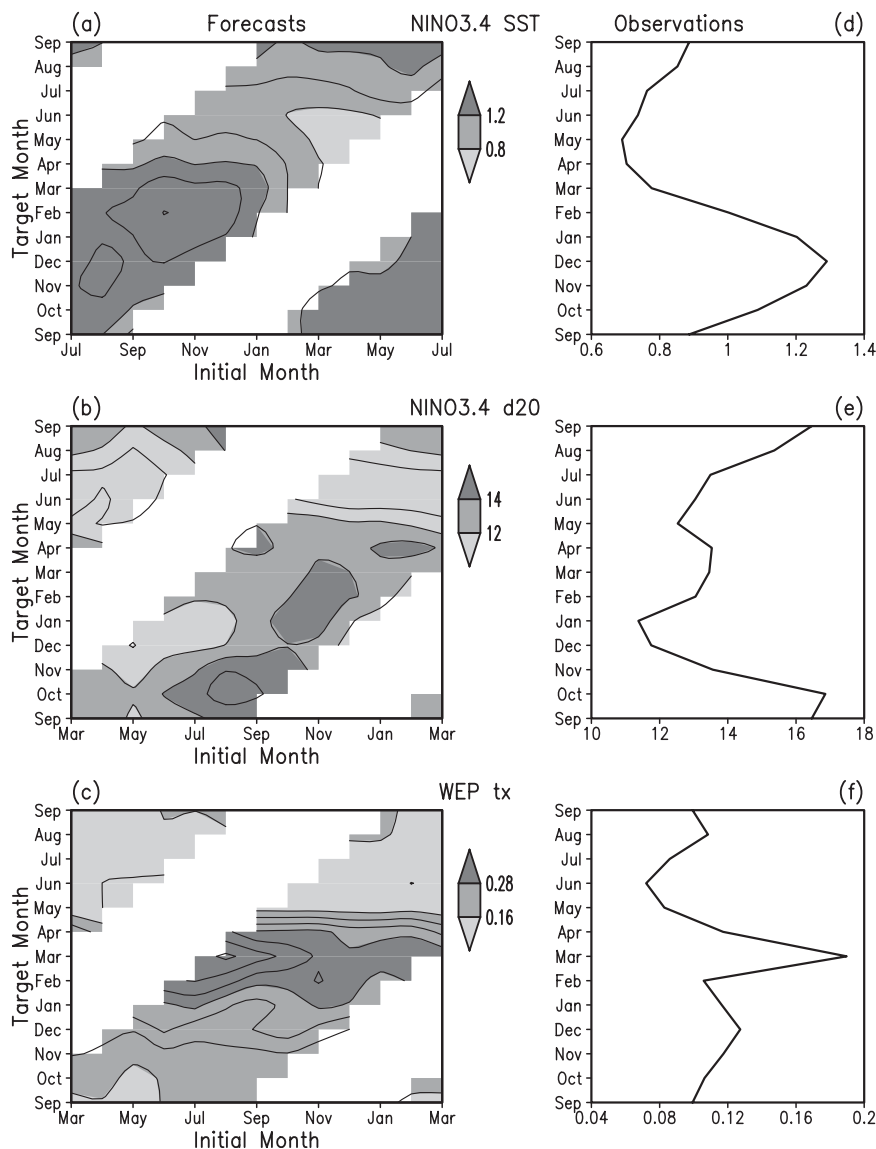 (a) Forecasts NINO3.4 SST Observations (d)
Target Month
Sep
Aug
Jul
Jun
May
Apr
Mar
Feb
Jan
Dec
Nov
Oct
Sep
Jul Sep Nov Jan Mar May Jul
Initial Month
1.2
0.8
Sep
Aug
Jul
Jun
May
Apr
Mar
Feb
Jan
Dec
Nov
Oct
Sep
0.6 0.8 1 1.2 1.4
(b) NINO3.4 d20 (e)
Target Month
Sep
Aug
Jul
Jun
May
Apr
Mar
Feb
Jan
Dec
Nov
Oct
Sep
Mar May Jul Sep Nov Jan Mar
Initial Month
14
12
Sep
Aug
Jul
Jun
May
Apr
Mar
Feb
Jan
Dec
Nov
Oct
Sep
10 12 14 16 18
(c) WEP tx (f)
Target Month
Sep
Aug
Jul
Jun
May
Apr
Mar
Feb
Jan
Dec
Nov
Oct
Sep
Mar May Jul Sep Nov Jan Mar
Initial Month
0.28
0.16
Sep
Aug
Jul
Jun
May
Apr
Mar
Feb
Jan
Dec
Nov
Oct
Sep
0.04 0.08 0.12 0.16 0.2